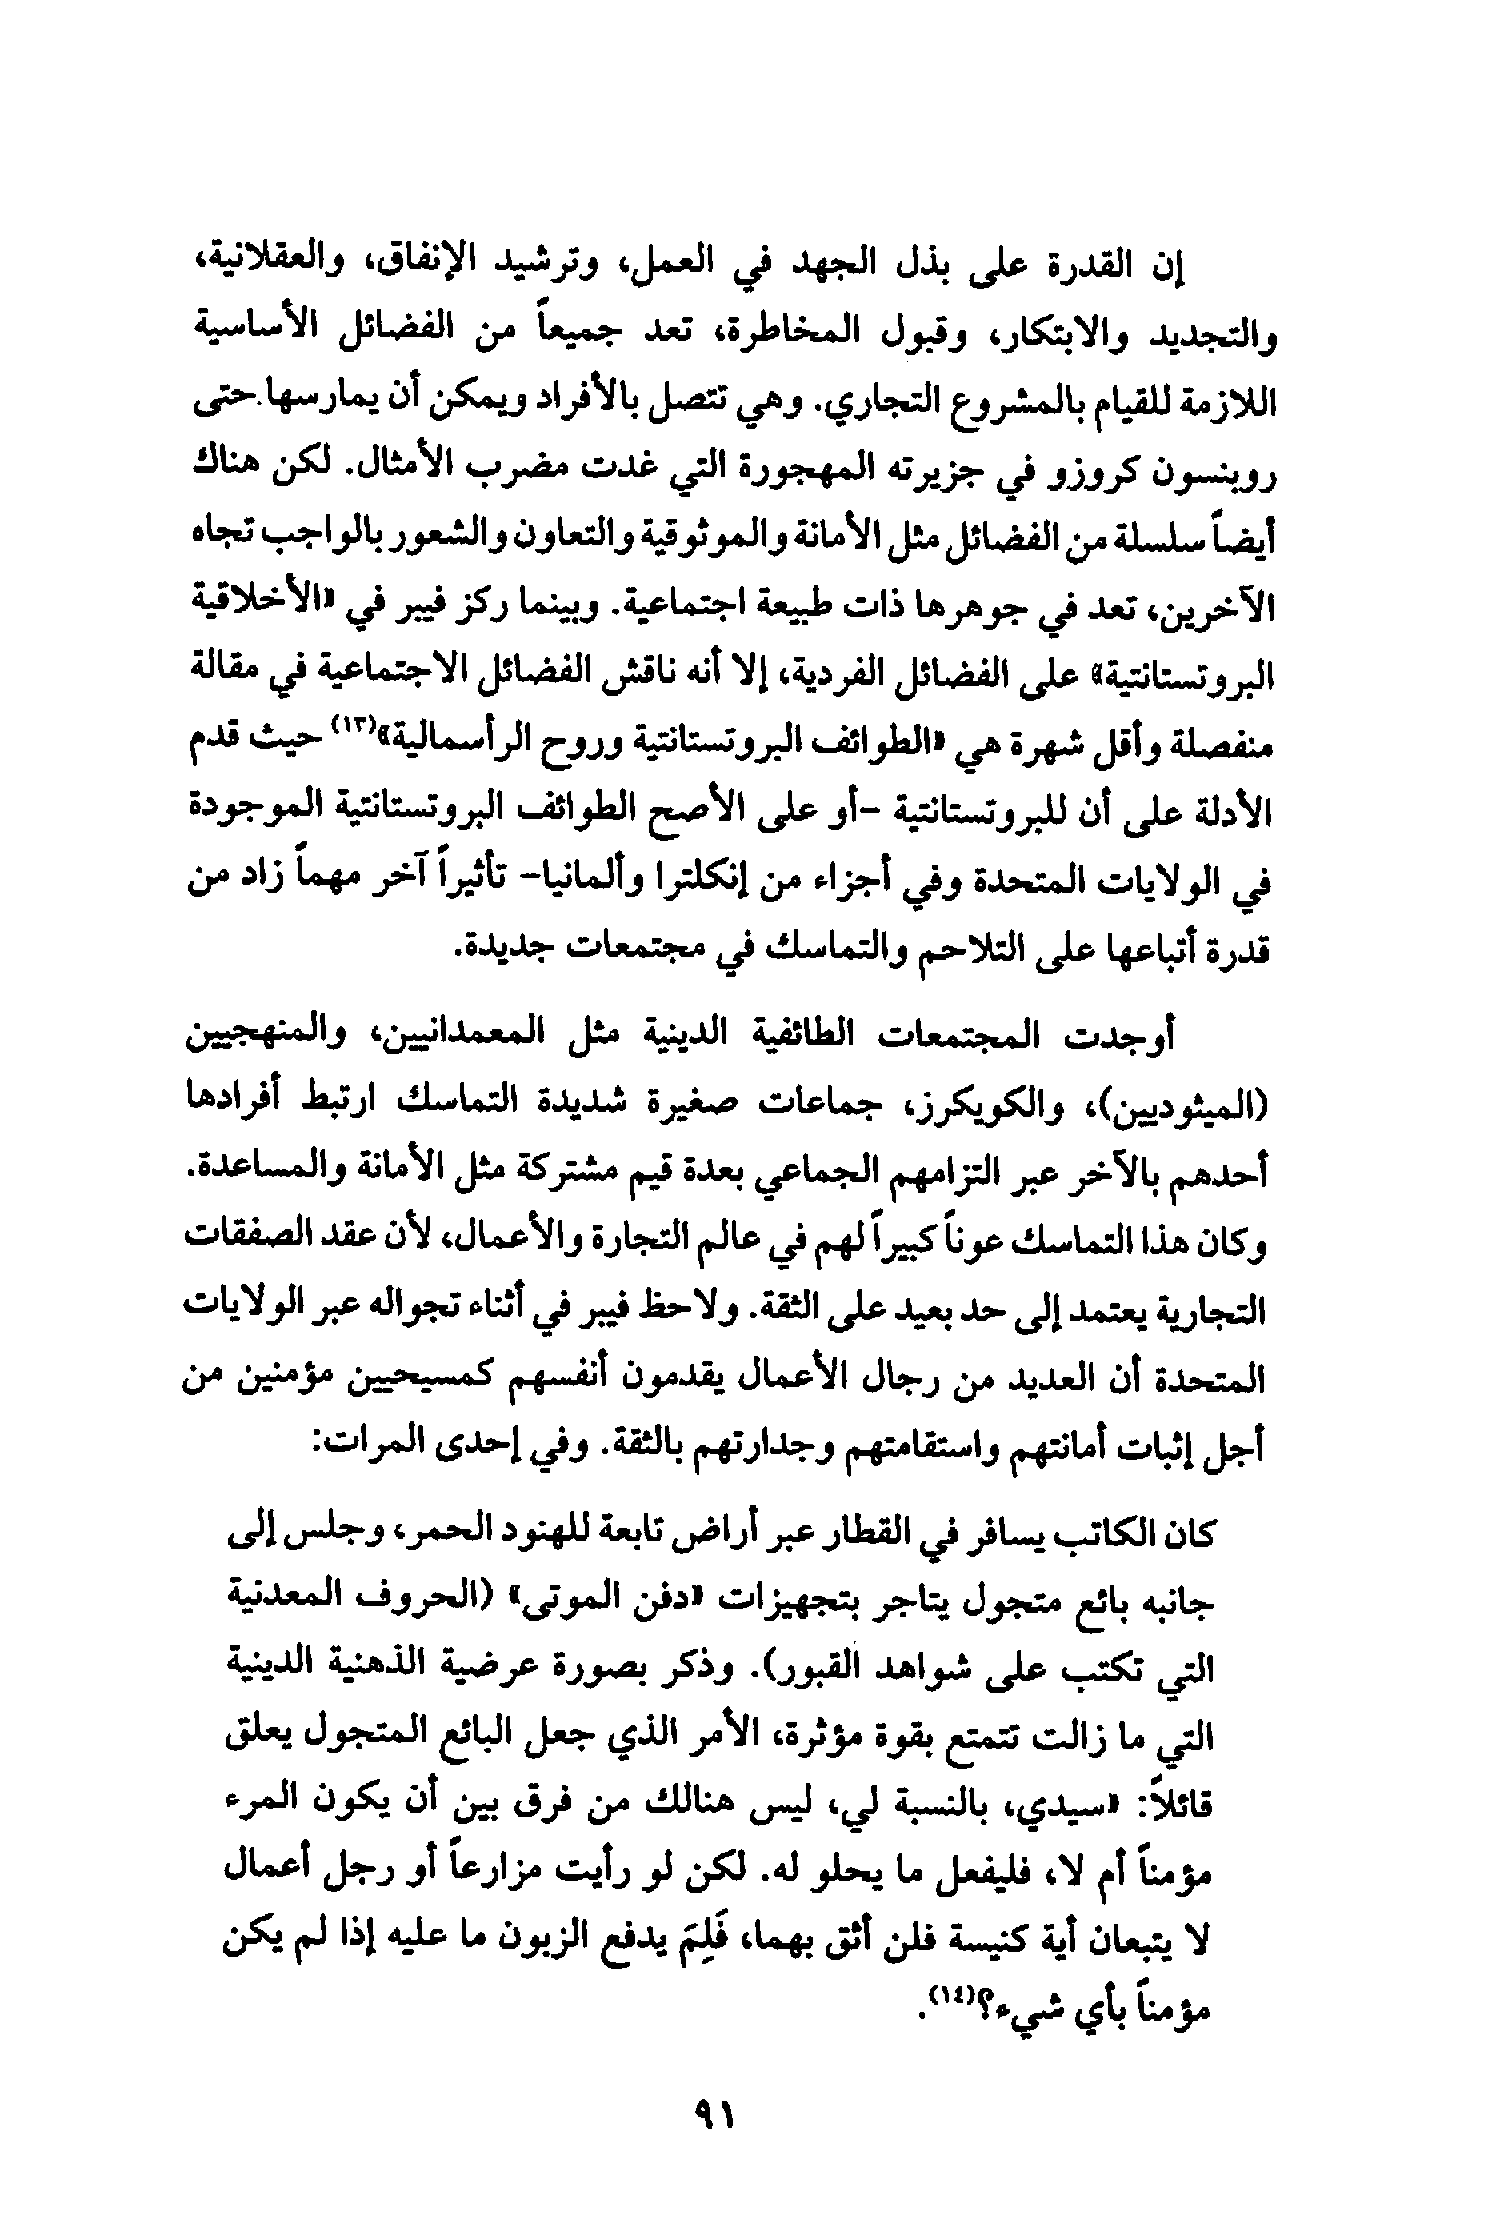 إن القدرة على بذل الجهد في العمل، وترشيد الإنفاق، والعقلانية،
والتجديد والابتكار، وقبول المخاطرة، تعد جميعاً من الفضائل الأساسية
اللازمة للقيام بالمشروع التجاري. وهي تتصل بالأفراد ويمكن أن يمارسها.حتى
روبنسون كروزو في جزيرته المهجورة التي غدت مضرب الأمثال. لكن هناك
أيضاً سلسلة من الفضائل مثل الأمانة والموثوقية والتعاون والشعور بالواجب تجاه
الآخرين، تعد في جوهرها ذات طبيعة اجتماعية. وبينما ركز فيبر في «الأخلاقية
البروتستانتية» على الفضائل الفردية، إلا أنه ناقش الفضائل الاجتماعية في مقالة
منفصلة وأقل شهرة هي «الطوائف البروتستانتية وروح الرأسمالية»(١٣) حيث قدم
الأدلة على أن للبروتستانتية -أو على الأصح الطوائف البروتستانتية الموجودة
في الولايات المتحدة وفي أجزاء من إنكلترا وألمانيا- تأثيراً آخر مهماً زاد من
قدرة أتباعها على التلاحم والتماسك في مجتمعات جديدة.
أوجدت المجتمعات الطائفية الدينية مثل المعمدانيين، والمنهجيين
(الميثوديين)، والكويكرز، جماعات صغيرة شديدة التماسك ارتبط أفرادها
أحدهم بالآخر عبر التزامهم الجماعي بعدة قيم مشتركة مثل الأمانة والمساعدة.
وكان هذا التماسك عوناً كبيراً لهم في عالم التجارة والأعمال، لأن عقد الصفقات
التجارية يعتمد إلى حد بعيد على الثقة. ولاحظ فيبر في أثناء تجواله عبر الولايات
المتحدة أن العديد من رجال الأعمال يقدمون أنفسهم كمسيحيين مؤمنين من
أجل إثبات أمانتهم واستقامتهم وجدارتهم بالثقة. وفي إحدى المرات:
كان الكاتب يسافر في القطار عبر أراض تابعة للهنود الحمر، وجلس إلى
جانبه بائع متجول يتاجر بتجهيزات «دفن الموتى» (الحروف المعدنية
التي تكتب على شواهد القبور). وذكر بصورة عرضية الذهنية الدينية
التي ما زالت تتمتع بقوة مؤثرة، الأمر الذي جعل البائع المتجول يعلق
قائلاً: «سيدي، بالنسبة لي، ليس هنالك من فرق بين أن يكون المرء
مؤمناً أم لا، فليفعل ما يحلو له. لكن لو رأيت مزارعاً أو رجل أعمال
لا يتبعان أية كنيسة فلن أثق بهما، فَلِمَ يدفع الزبون ما عليه إذا لم يكن
مؤمناً بأي شيء؟(١٤).
٩١